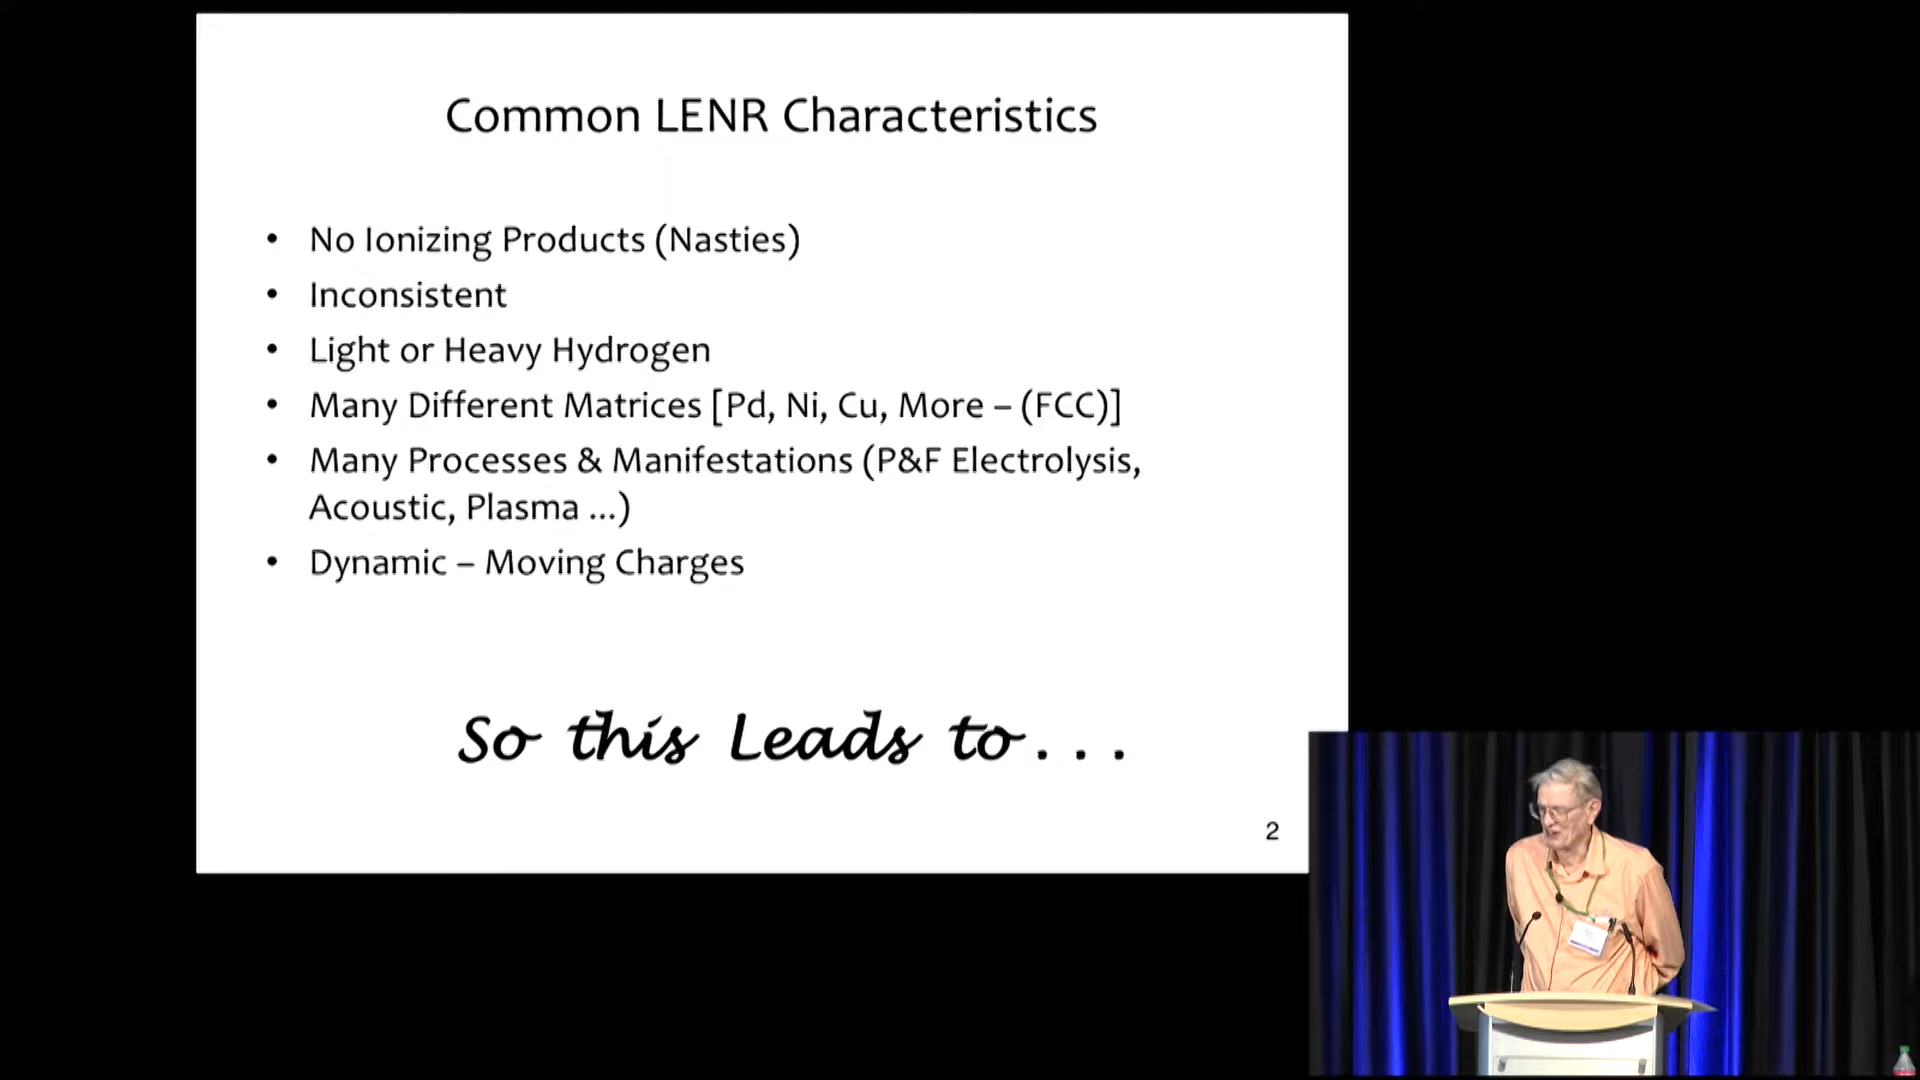 Common LENR Characteristics
• No Ionizing Products (Nasties)
• Inconsistent
• Light or Heavy Hydrogen
• Many Different Matrices [Pd, Ni, Cu, More – (FCC)]
• Many Processes & Manifestations (P&F Electrolysis,
Acoustic, Plasma ...)
• Dynamic – Moving Charges
So this Leads to . . .
2